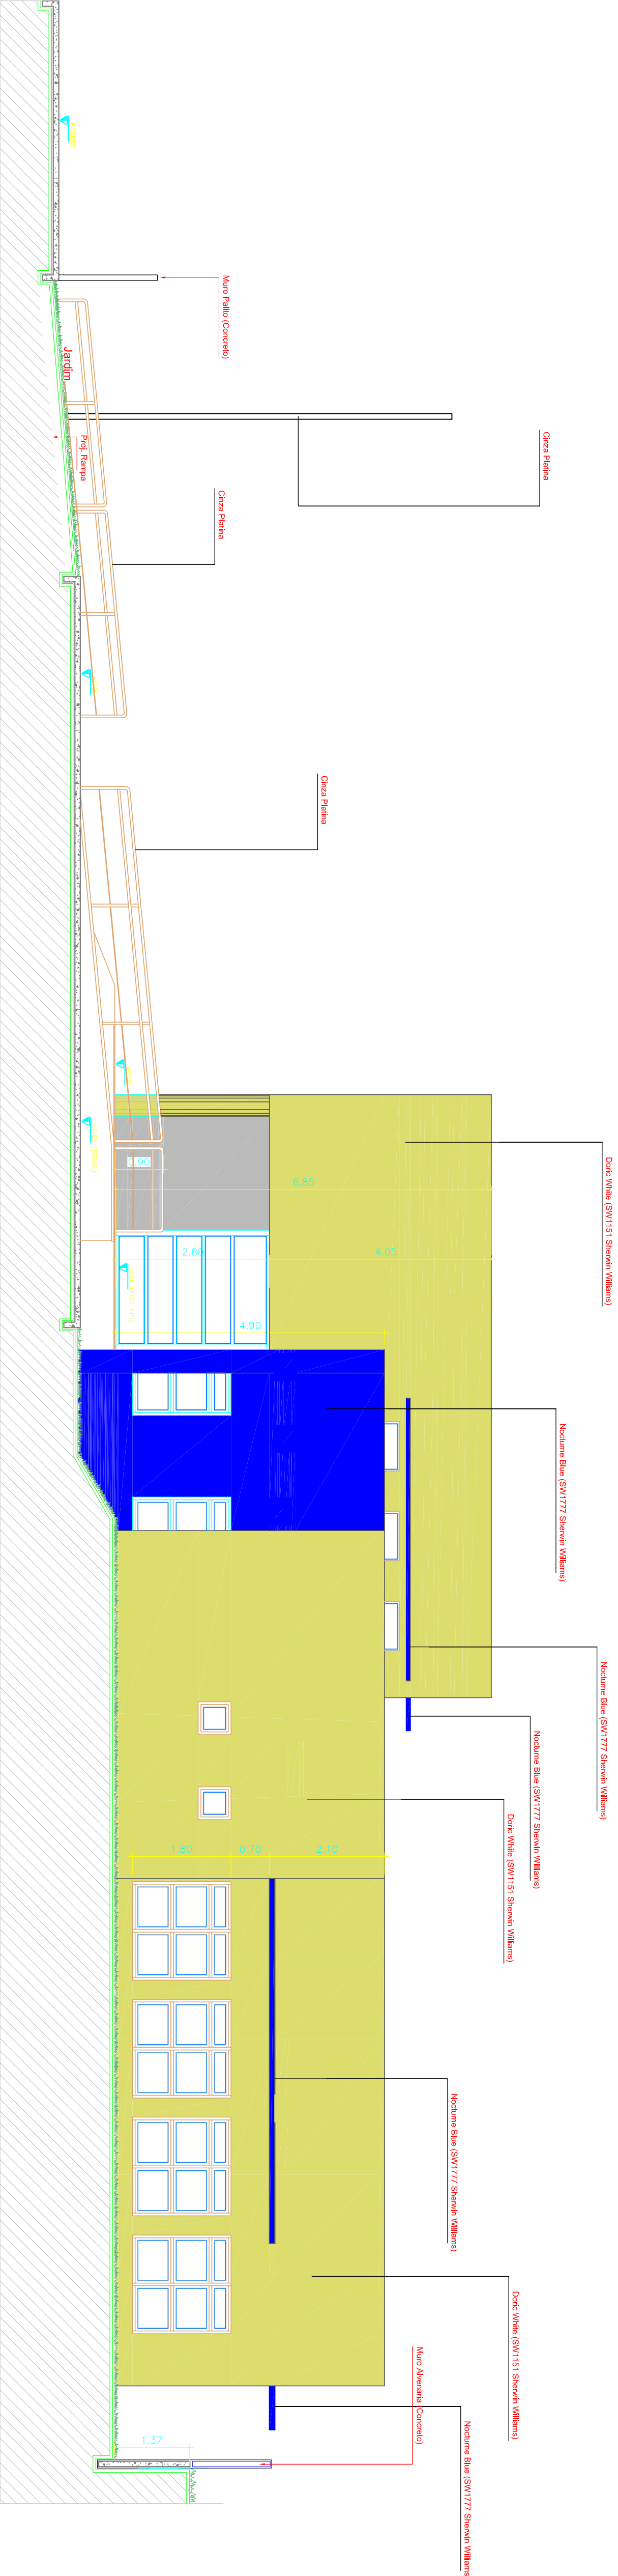 Muro Palito (Concreto)
Jardim
Proj. Rampa
Cinza Platina
Cinza Platina
Cinza Platina
Doric White (SW1151 Sherwin Williams)
0.90
6.85
2.80
4.05
4.90
Nocturne Blue (SW1777 Sherwin Williams)
Nocturne Blue (SW1777 Sherwin Williams)
Nocturne Blue (SW1777 Sherwin Williams)
Doric White (SW1151 Sherwin Williams)
1.80
0.70
2.10
Nocturne Blue (SW1777 Sherwin Williams)
Doric White (SW1151 Sherwin Williams)
Muro Alvenaria (Concreto)
Nocturne Blue (SW1777 Sherwin Williams
1.37